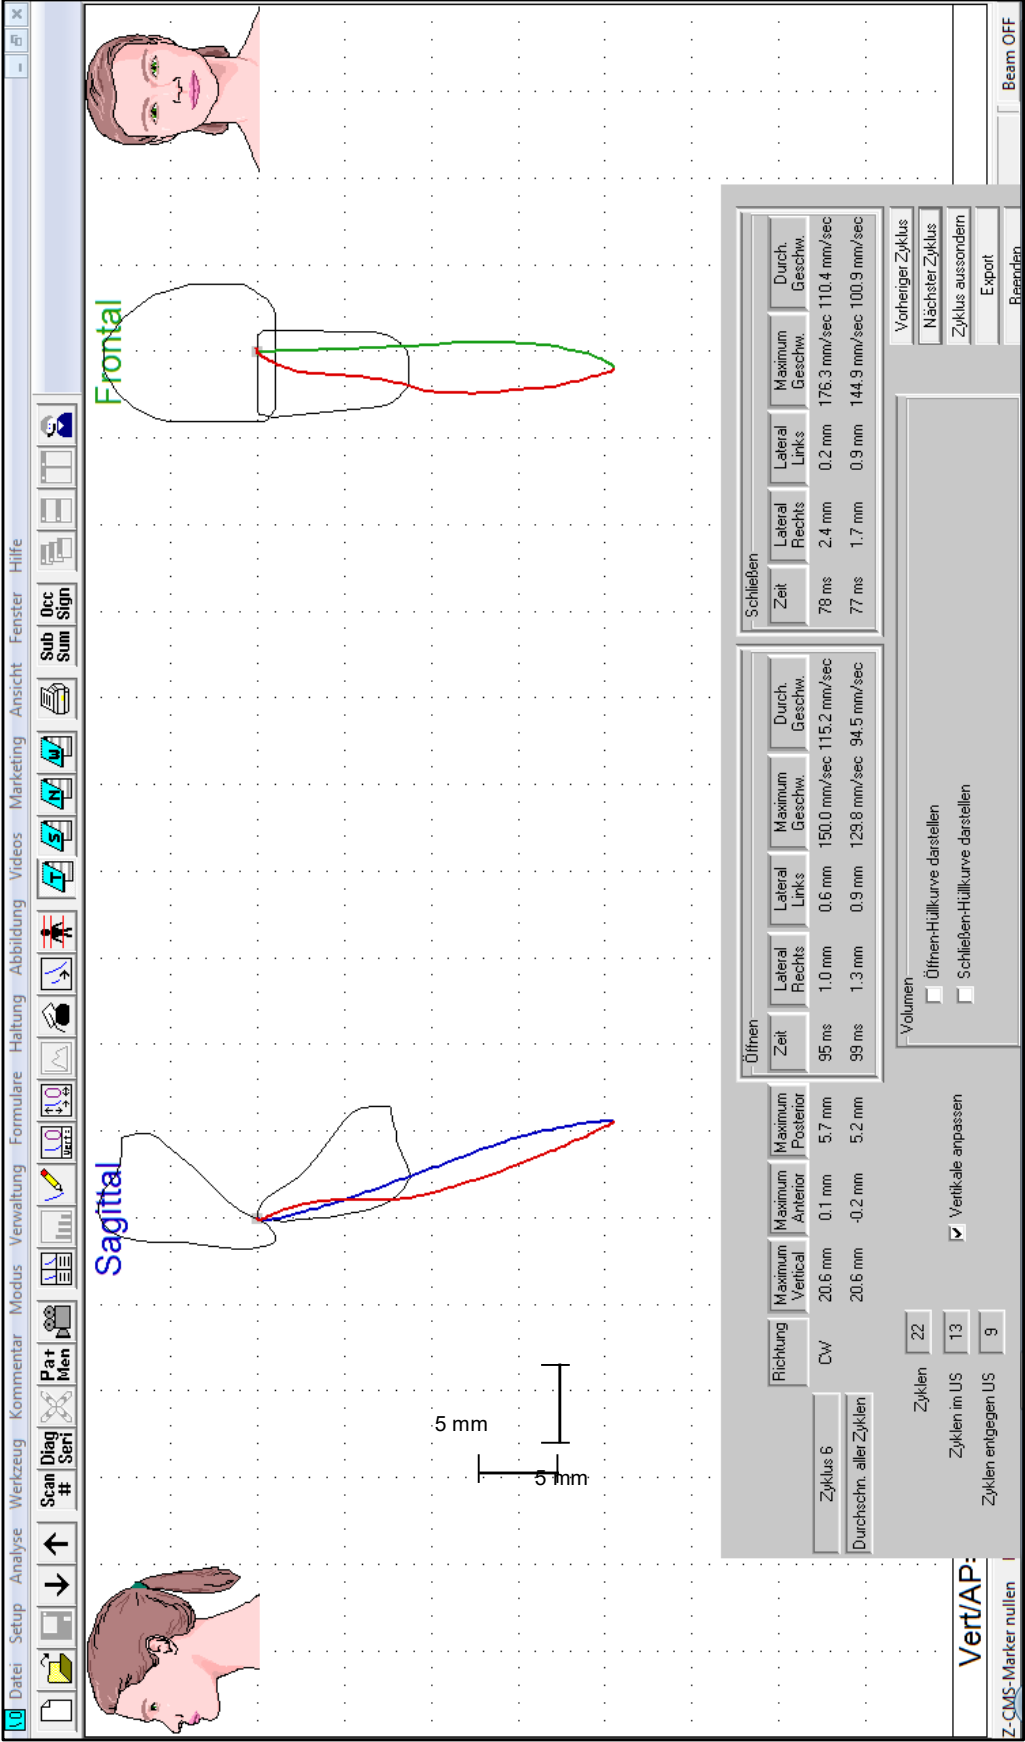 Datei Setup Analyse Werkzeug Kommentar Modus Verwaltung Formulare Haltung Abbildung Videos Marketing Ansicht Fenster Hilfe
Scan # Diag Seri Pat Men T S N W Sub Sum Occ Sign
Sagittal Frontal
5 mm
5 mm
Öffnen Schließen
Richtung Maximum Vertical Maximum Anterior Maximum Posterior Zeit Lateral Rechts Lateral Links Maximum Geschw. Durch. Geschw. Zeit Lateral Rechts Lateral Links Maximum Geschw. Durch. Geschw.
Zyklus 6 CW 20.6 mm 0.1 mm 5.7 mm 95 ms 1.0 mm 0.6 mm 150.0 mm/sec 115.2 mm/sec 78 ms 2.4 mm 0.2 mm 176.3 mm/sec 110.4 mm/sec
Durchschn. aller Zyklen 20.6 mm -0.2 mm 5.2 mm 99 ms 1.3 mm 0.9 mm 129.8 mm/sec 94.5 mm/sec 77 ms 1.7 mm 0.9 mm 144.9 mm/sec 100.9 mm/sec
Zyklen 22
Zyklen im US 13
Zyklen entgegen US 9
Vertikale anpassen
Volumen
Öffnen-Hüllkurve darstellen
Schließen-Hüllkurve darstellen
Vorheriger Zyklus
Nächster Zyklus
Zyklus aussondern
Export
Beenden
Vert/AP:
Z-CMS-Marker nullen Beam OFF